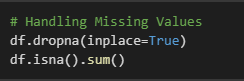 # Handling Missing Values
df.dropna(inplace=True)
df.isna().sum()